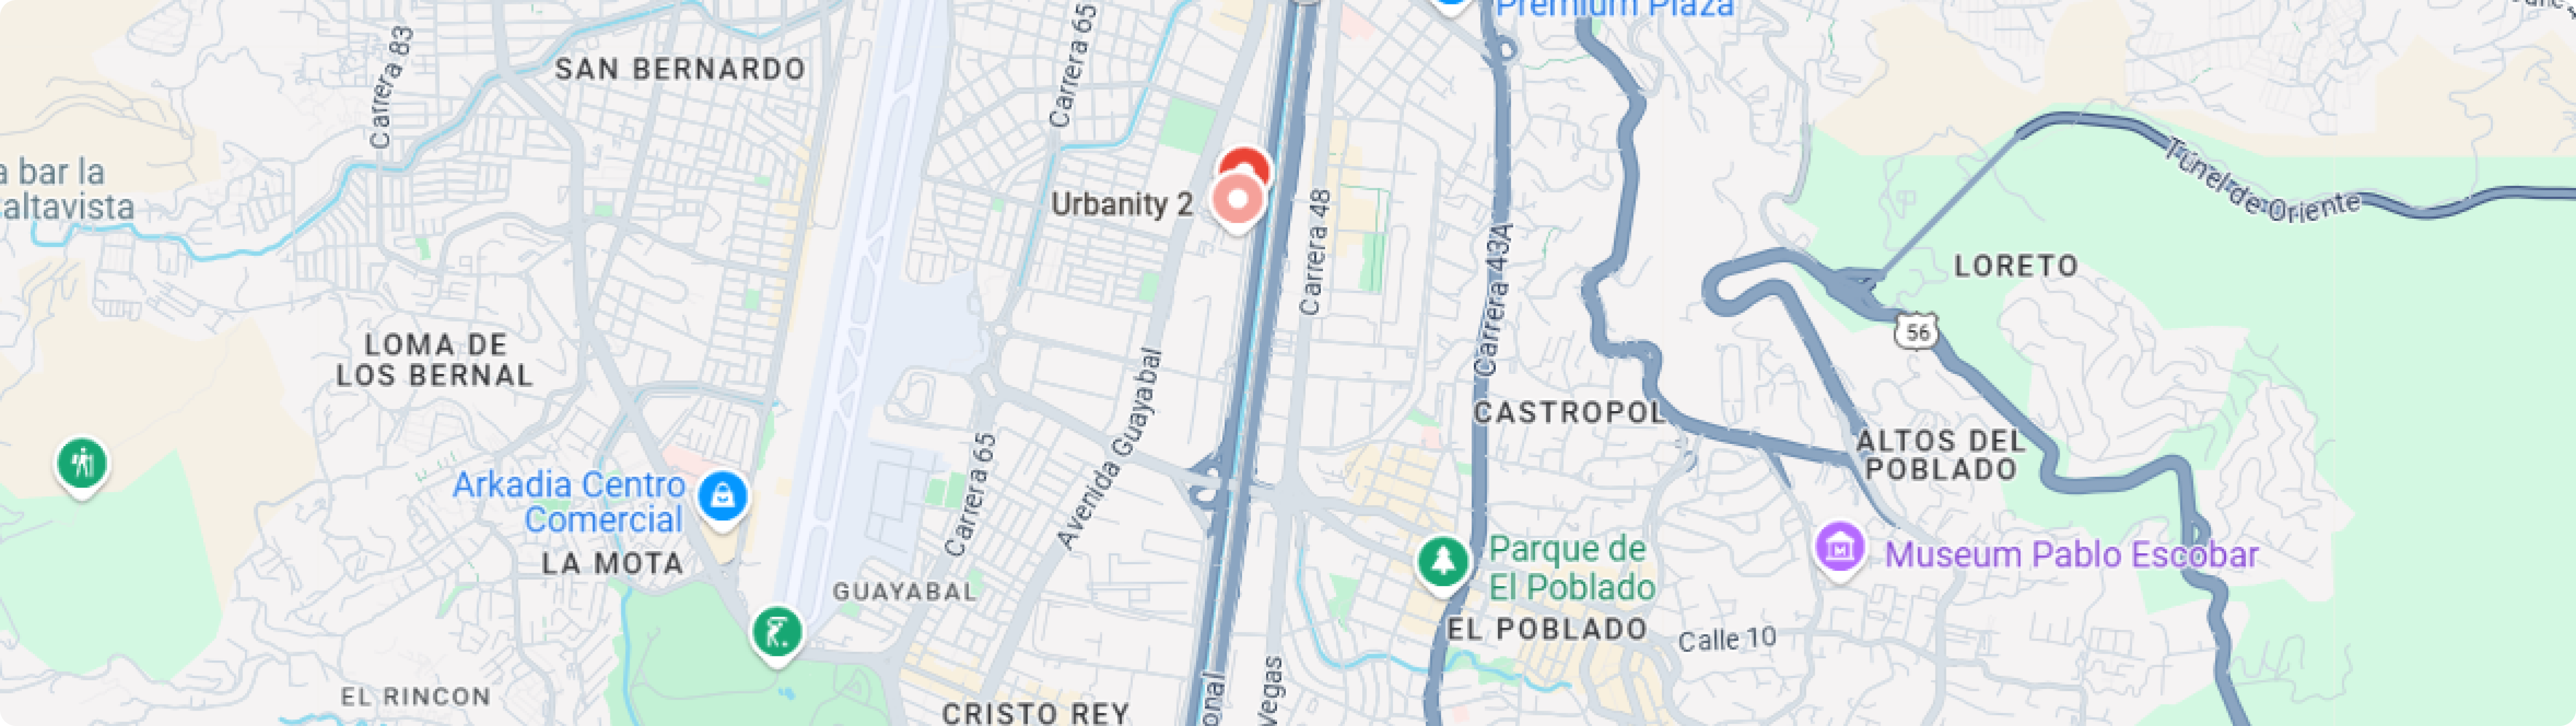 Premium Plaza
Carrera 83
SAN BERNARDO
Carrera 65
a bar la
altavista
Urbanity 2
Carrera 48
Carrera 43A
Túnel de Oriente
LORETO
56
LOMA DE
LOS BERNAL
Avenida Guayabal
CASTROPOL
ALTOS DEL
POBLADO
Arkadia Centro
Comercial
Carrera 65
LA MOTA
GUAYABAL
Parque de
El Poblado
Museum Pablo Escobar
EL POBLADO
Calle 10
EL RINCON
CRISTO REY
onal
Vegas